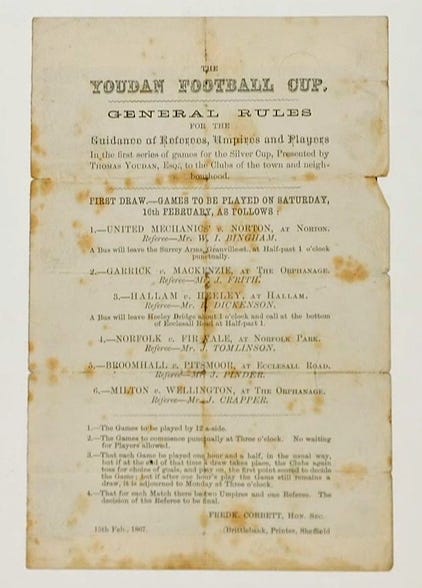 THE
YOUDAN FOOTBALL CUP.
GENERAL RULES
FOR THE
Guidance of Referees, Umpires and Players
In the first series of games for the Silver Cup, Presented by
THOMAS YOUDAN, ESQ., to the Clubs of the town and neigh-
bourhood.
FIRST DRAW.—GAMES TO BE PLAYED ON SATURDAY,
16th FEBRUARY, AS FOLLOWS:
1.—UNITED MECHANICS' v. NORTON, AT NORTON.
Referee—Mr. W. I. BINGHAM.
A Bus will leave the Surrey Arms, Granville-st., at Half-past 1 o'clock
punctually.
2.—GARRICK v. MACKENZIE, AT THE ORPHANAGE.
Referee—Mr. J. FRITH.
3.—HALLAM v. HEELEY, AT HALLAM.
Referee—Mr. DICKENSON.
A Bus will leave Heeley Bridge about 1 o'clock and call at the bottom
of Ecclesall Road at Half-past 1.
4.—NORFOLK v. FIR VALE, AT NORFOLK PARK.
Referee—Mr. J. TOMLINSON.
5.—BROOMHALL v. PITSMOOR, AT ECCLESALL ROAD.
Referee—Mr. J. PINDER.
6.—MILTON v. WELLINGTON, AT THE ORPHANAGE.
Referee—Mr. J. CRAPPER.
1.—The Games to be played by 12 a-side.
2.—The Games to commence punctually at Three o'clock. No waiting
for Players allowed.
3.—That each Game be played one hour and a half, in the usual way,
but if at the end of that time a draw takes place, the Clubs again
toss for choice of goals, and play on, the first point scored to decide
the Game; but if after one hour's play the Game still remains a
draw, it is adjourned to Monday at Three o'clock.
4.—That for each Match there be two Umpires and one Referee. The
decision of the Referee to be final.
FREDK. CORBETT, HON. SEC.
15th Feb., 1867.
Brittlebank, Printer, Sheffield